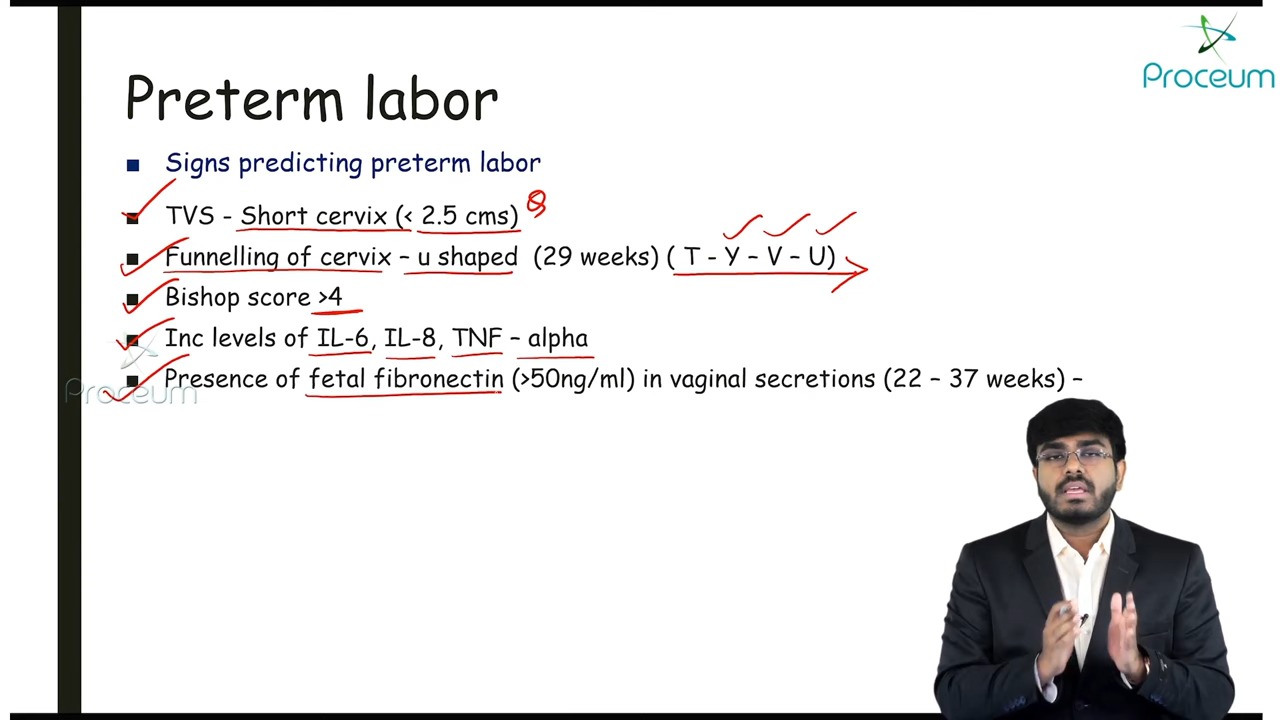 Proceum
Preterm labor
Signs predicting preterm labor
TVS - Short cervix (< 2.5 cms)
Funnelling of cervix – u shaped (29 weeks) ( T - Y – V – U)
Bishop score >4
Inc levels of IL-6, IL-8, TNF – alpha
Presence of fetal fibronectin (>50ng/ml) in vaginal secretions (22 – 37 weeks) –
Proceum